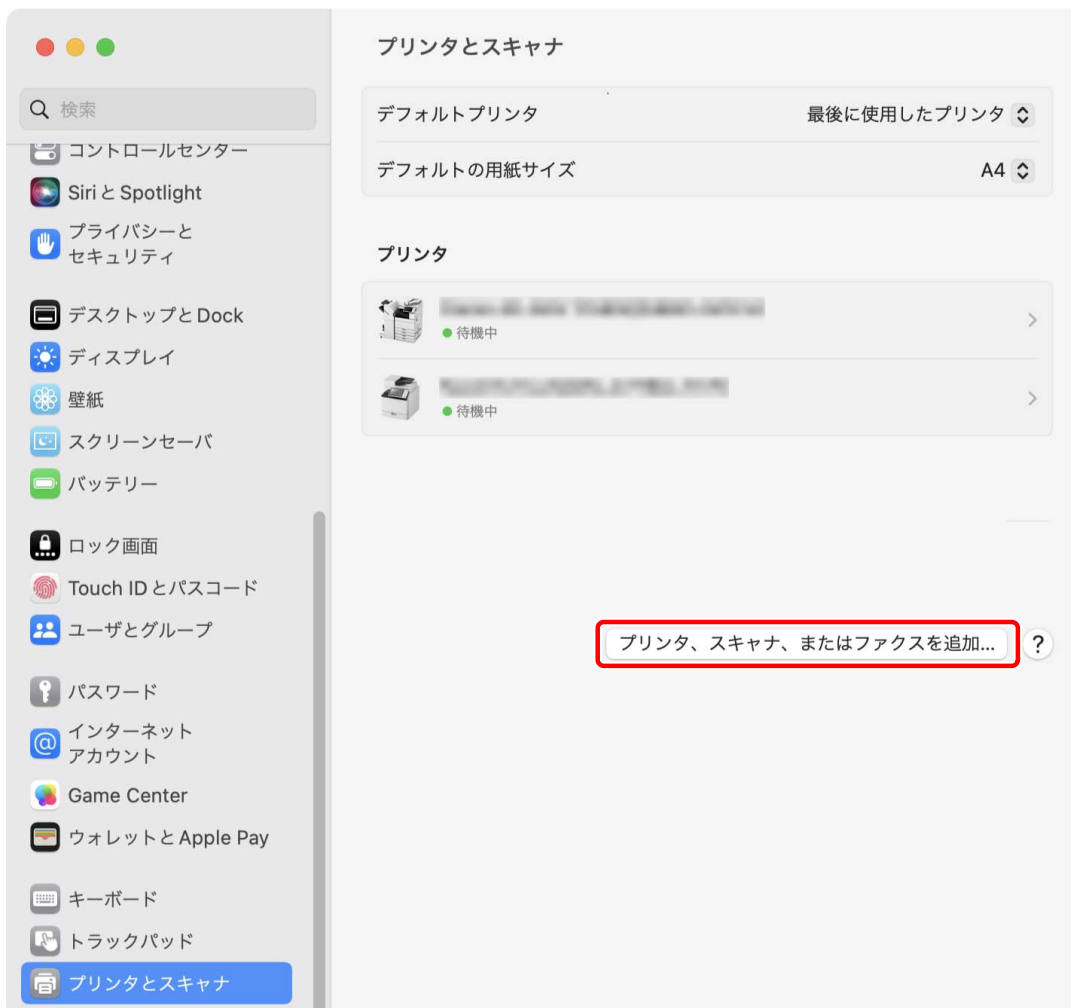 プリンタとスキャナ
検索
コントロールセンター
Siri と Spotlight
プライバシーと
セキュリティ
デスクトップと Dock
ディスプレイ
壁紙
スクリーンセーバ
バッテリー
ロック画面
Touch ID とパスコード
ユーザとグループ
パスワード
インターネット
アカウント
Game Center
ウォレットと Apple Pay
キーボード
トラックパッド
プリンタとスキャナ
デフォルトプリンタ 最後に使用したプリンタ
デフォルトの用紙サイズ A4
プリンタ
待機中
待機中
プリンタ、スキャナ、またはファクスを追加... ?